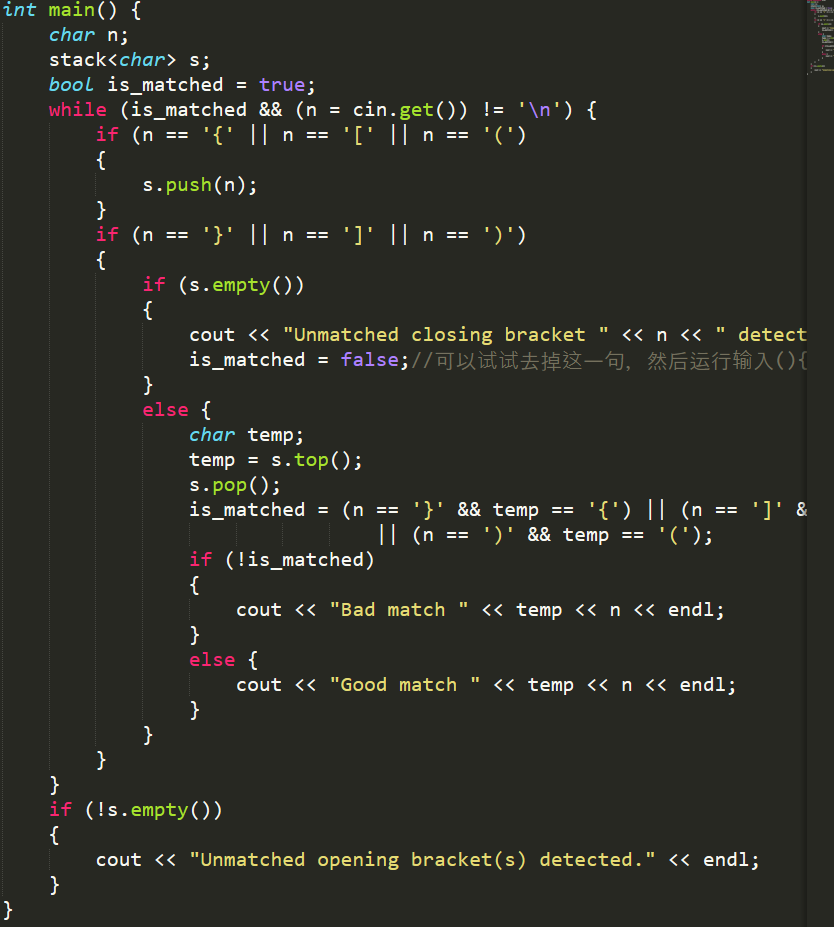 int main() {
    char n;
    stack<char> s;
    bool is_matched = true;
    while (is_matched && (n = cin.get()) != '\n') {
        if (n == '{' || n == '[' || n == '(')
        {
            s.push(n);
        }
        if (n == '}' || n == ']' || n == ')')
        {
            if (s.empty())
            {
                cout << "Unmatched closing bracket " << n << " detect
                is_matched = false;//可以试试去掉这一句，然后运行输入(){
            }
            else {
                char temp;
                temp = s.top();
                s.pop();
                is_matched = (n == '}' && temp == '{') || (n == ']' &
                                || (n == ')' && temp == '(');
                if (!is_matched)
                {
                    cout << "Bad match " << temp << n << endl;
                }
                else {
                    cout << "Good match " << temp << n << endl;
                }
            }
        }
    }
    if (!s.empty())
    {
        cout << "Unmatched opening bracket(s) detected." << endl;
    }
}